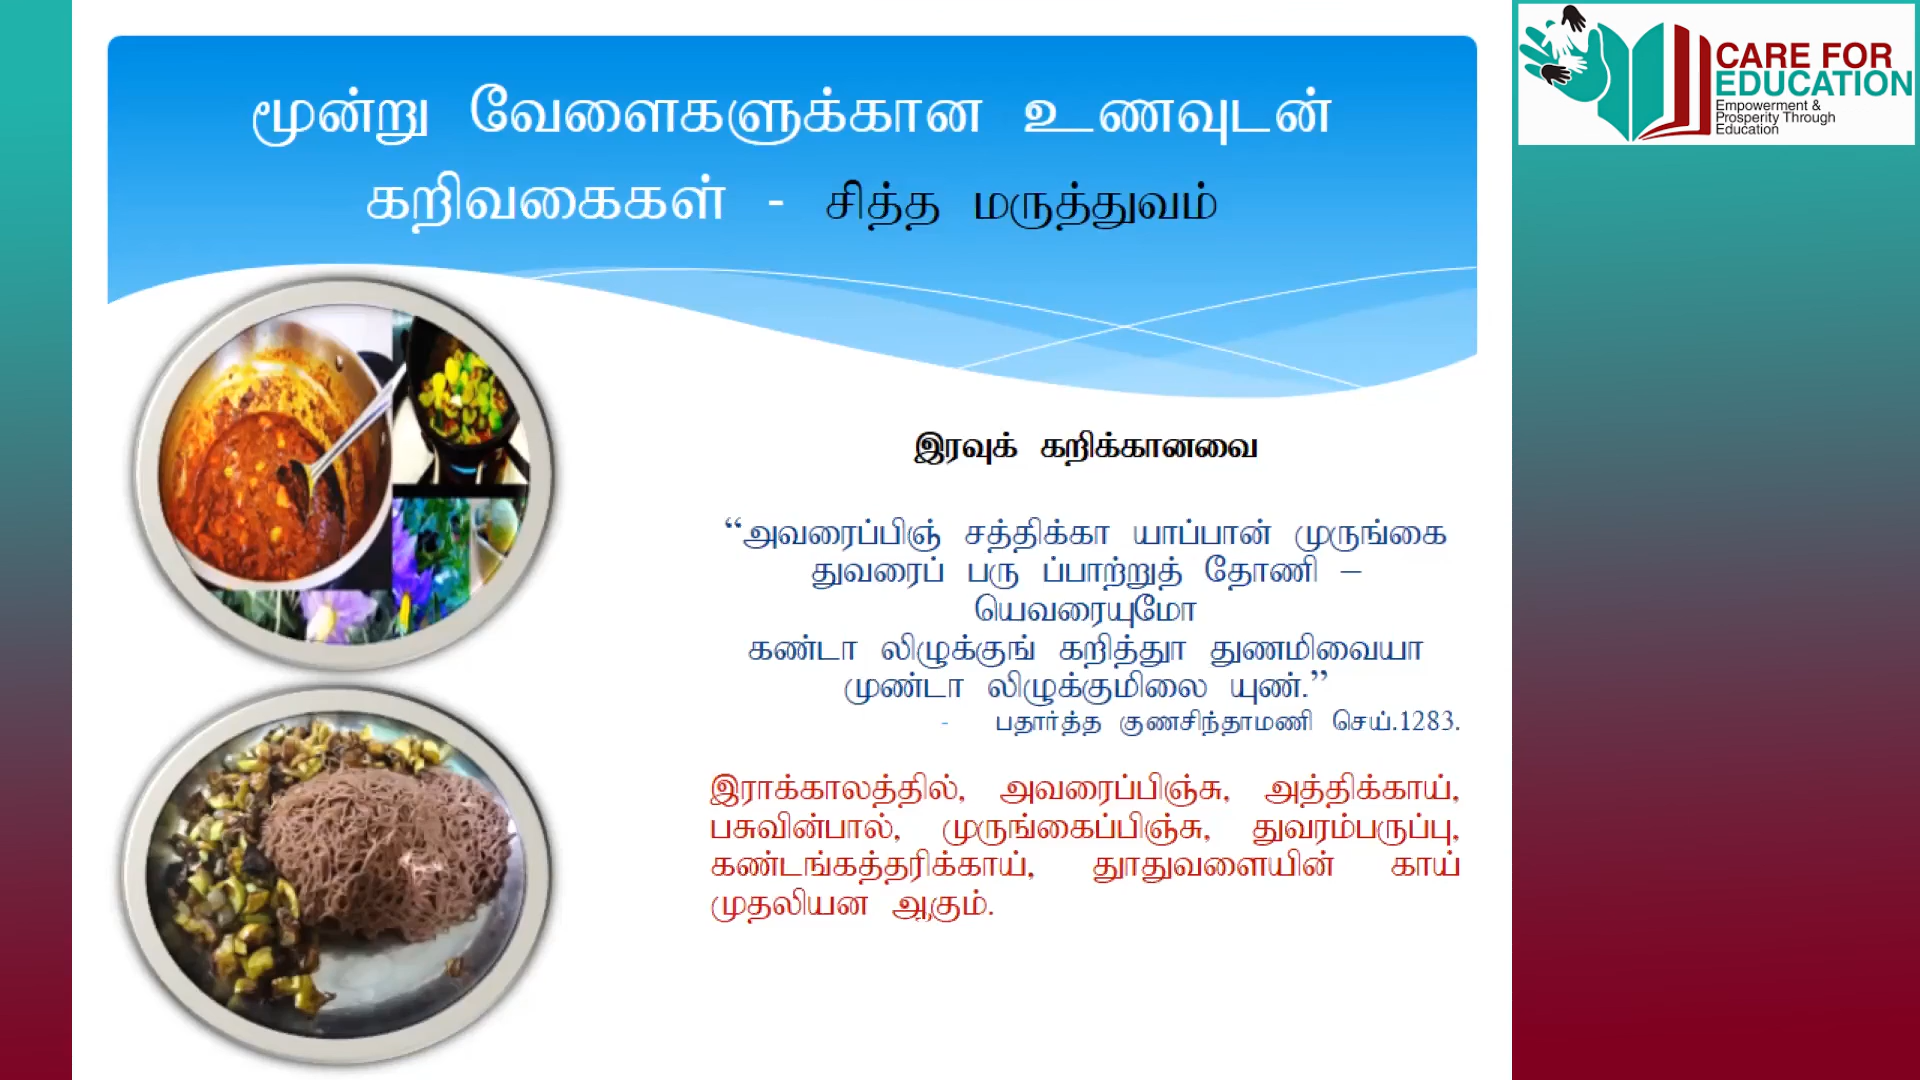 மூன்று வேளைகளுக்கான உணவுடன்
கறிவகைகள் - சித்த மருத்துவம்
CARE FOR
EDUCATION
Empowerment &
Prosperity Through
Education
இரவுக் கறிக்கானவை
“அவரைப்பிஞ் சத்திக்கா யாப்பான் முருங்கை
துவரைப் பரு ப்பாற்றுத் தோணி –
யெவரையுமோ
கண்டா லிழுக்குங் கறித்தூ துணமிவையா
முண்டா லிழுக்குமிலை யுண்.”
- பதார்த்த குணசிந்தாமணி செய்.1283.
இராக்காலத்தில், அவரைப்பிஞ்சு, அத்திக்காய்,
பசுவின்பால், முருங்கைப்பிஞ்சு, துவரம்பருப்பு,
கண்டங்கத்தரிக்காய், தூதுவளையின் காய்
முதலியன ஆகும்.